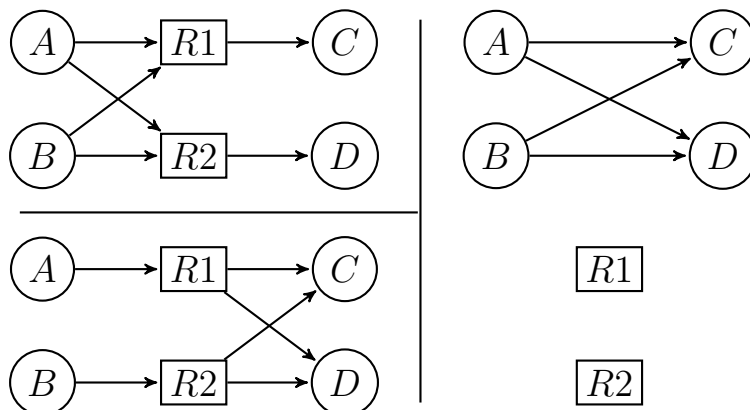 A R1 C
B R2 D
A C
B D
A R1 C
B R2 D
R1
R2